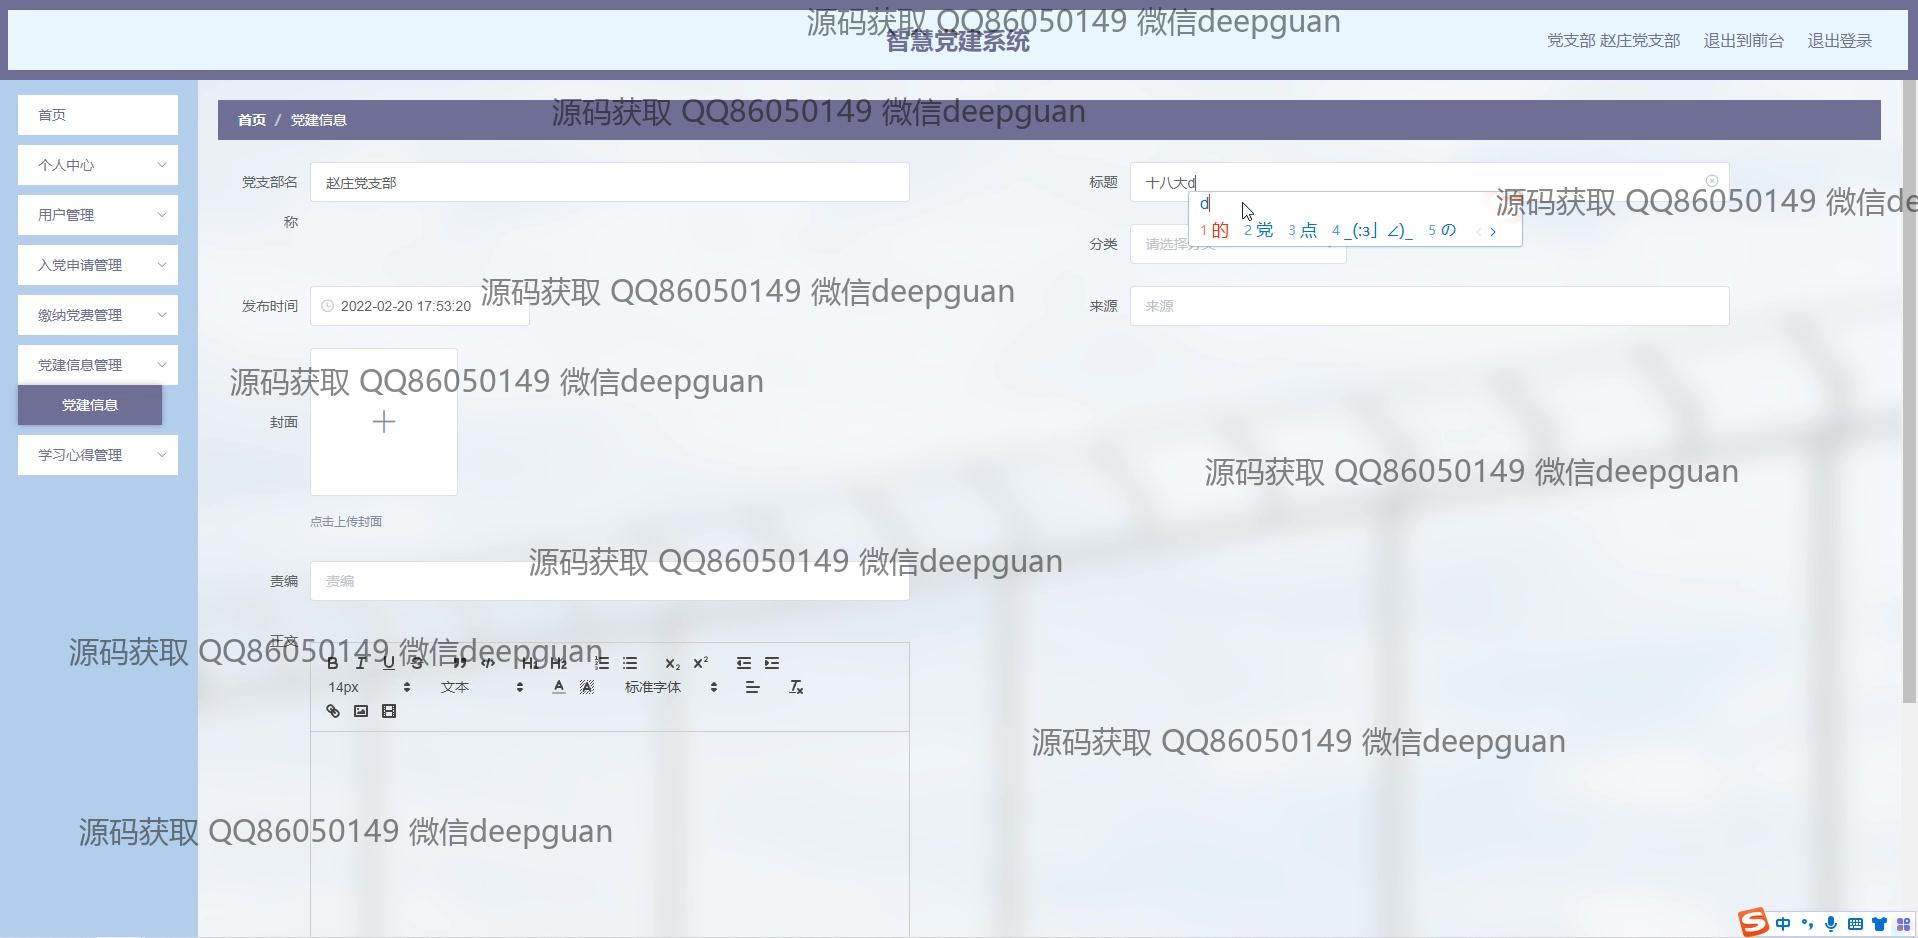 源码获取 QQ86050149 微信deepguan
智慧党建系统
党支部 赵庄党支部 退出到前台 退出登录
首页
个人中心
用户管理
入党申请管理
缴纳党费管理
党建信息管理
党建信息
学习心得管理
首页 / 党建信息
源码获取 QQ86050149 微信deepguan
党支部名称
赵庄党支部
标题
十八大d
d
1 的 2 党 3 点 4 _(:з」∠)_ 5 の
源码获取 QQ86050149 微信de
分类
请选择分类
源码获取 QQ86050149 微信deepguan
发布时间
2022-02-20 17:53:20
来源
来源
源码获取 QQ86050149 微信deepguan
封面
点击上传封面
源码获取 QQ86050149 微信deepguan
源码获取 QQ86050149 微信deepguan
责编
责编
正文
源码获取 QQ86050149 微信deepguan
B I U S ” </> H1 H2 X₂ X²
14px 文本 A A 标准字体 Tx
源码获取 QQ86050149 微信deepguan
源码获取 QQ86050149 微信deepguan
S 中